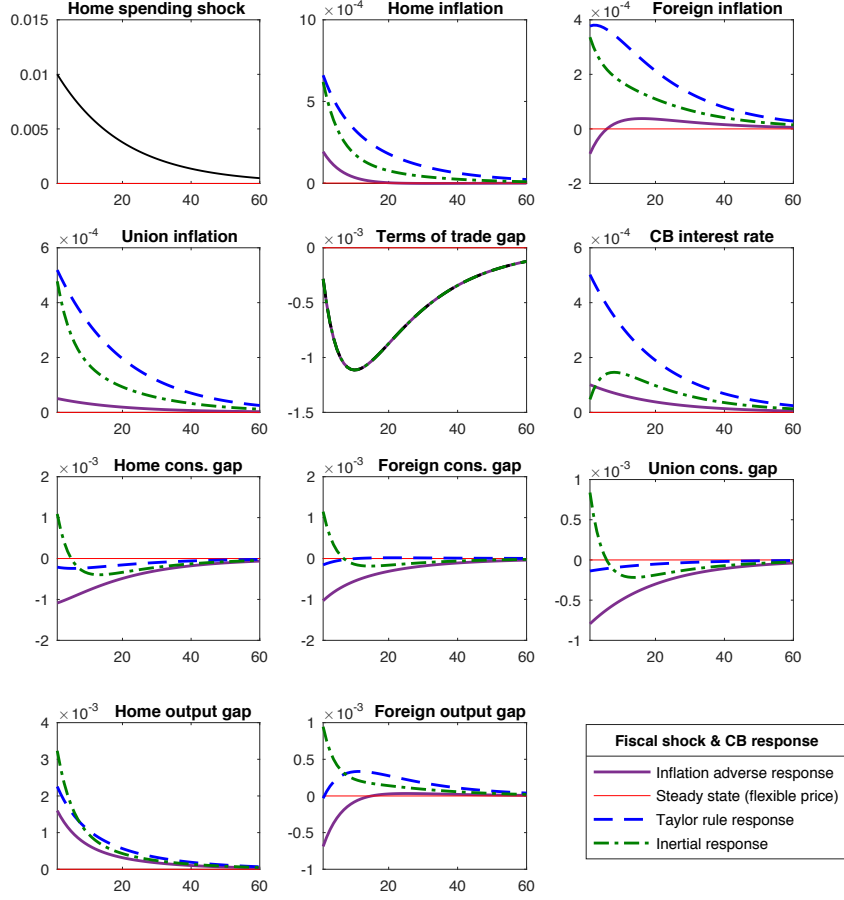 Home spending shock
0.015
0.01
0.005
0
20 40 60
Home inflation
×10⁻⁴
10
5
0
20 40 60
Foreign inflation
×10⁻⁴
4
2
0
-2
20 40 60
Union inflation
×10⁻⁴
6
4
2
0
20 40 60
Terms of trade gap
×10⁻³
0
-0.5
-1
-1.5
20 40 60
CB interest rate
×10⁻⁴
6
4
2
0
20 40 60
Home cons. gap
×10⁻³
2
1
0
-1
-2
20 40 60
Foreign cons. gap
×10⁻³
2
1
0
-1
-2
20 40 60
Union cons. gap
×10⁻³
1
0.5
0
-0.5
-1
20 40 60
Home output gap
×10⁻³
4
3
2
1
0
20 40 60
Foreign output gap
×10⁻³
1
0.5
0
-0.5
-1
20 40 60
Fiscal shock & CB response
Inflation adverse response
Steady state (flexible price)
Taylor rule response
Inertial response